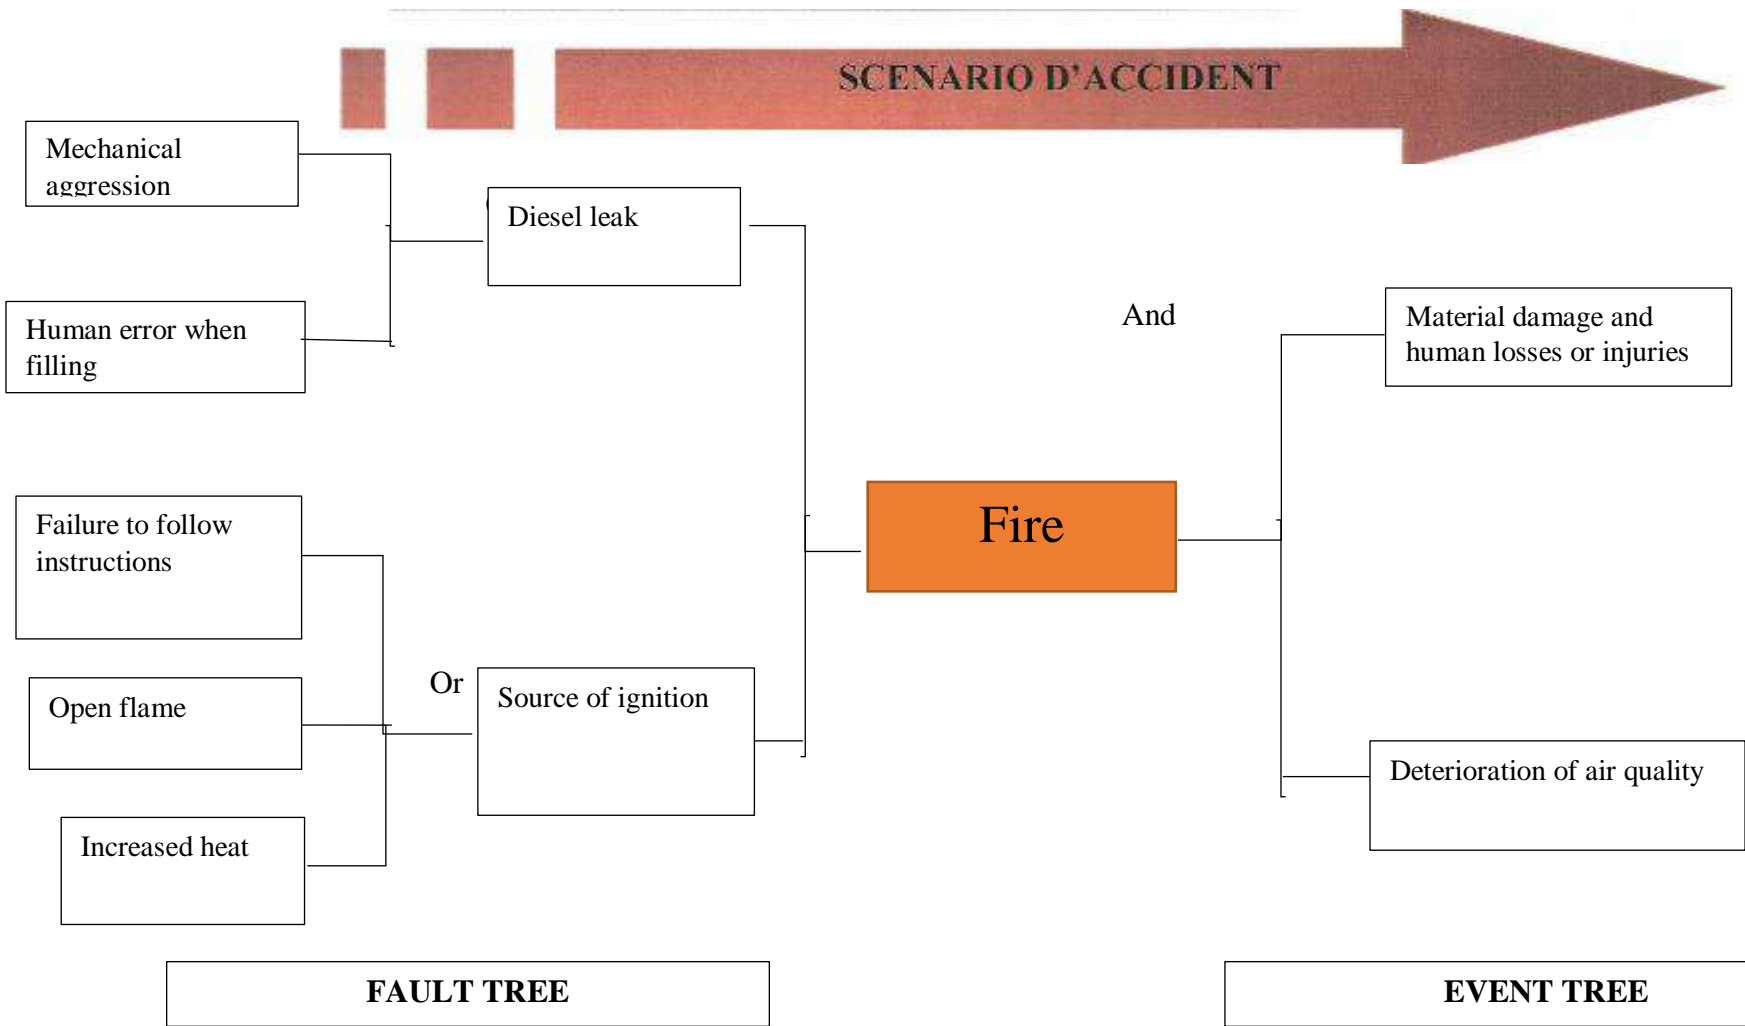 SCENARIO D'ACCIDENT
Mechanical
aggression
Diesel leak
Human error when
filling
And
Material damage and
human losses or injuries
Failure to follow
instructions
Fire
Or
Source of ignition
Open flame
Deterioration of air quality
Increased heat
FAULT TREE
EVENT TREE